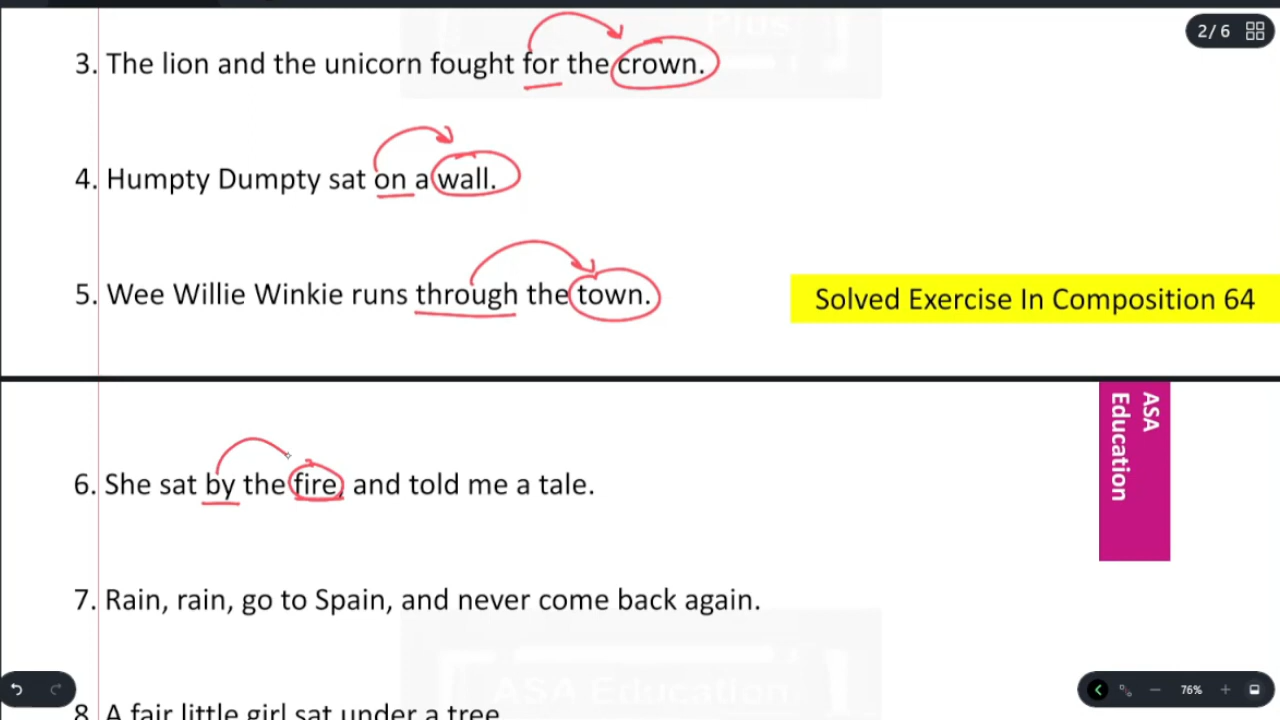 2/6
3. The lion and the unicorn fought for the crown.
4. Humpty Dumpty sat on a wall.
5. Wee Willie Winkie runs through the town.
Solved Exercise In Composition 64
ASA
Education
6. She sat by the fire, and told me a tale.
7. Rain, rain, go to Spain, and never come back again.
ASA Education
76%
8. A fair little girl sat under a tree